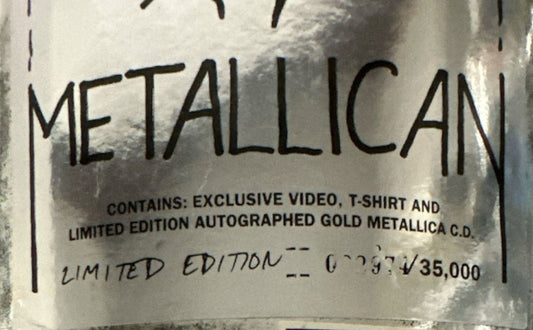 METALLICAN
CONTAINS: EXCLUSIVE VIDEO, T-SHIRT AND
LIMITED EDITION AUTOGRAPHED GOLD METALLICA C.D.
LIMITED EDITION /35,000